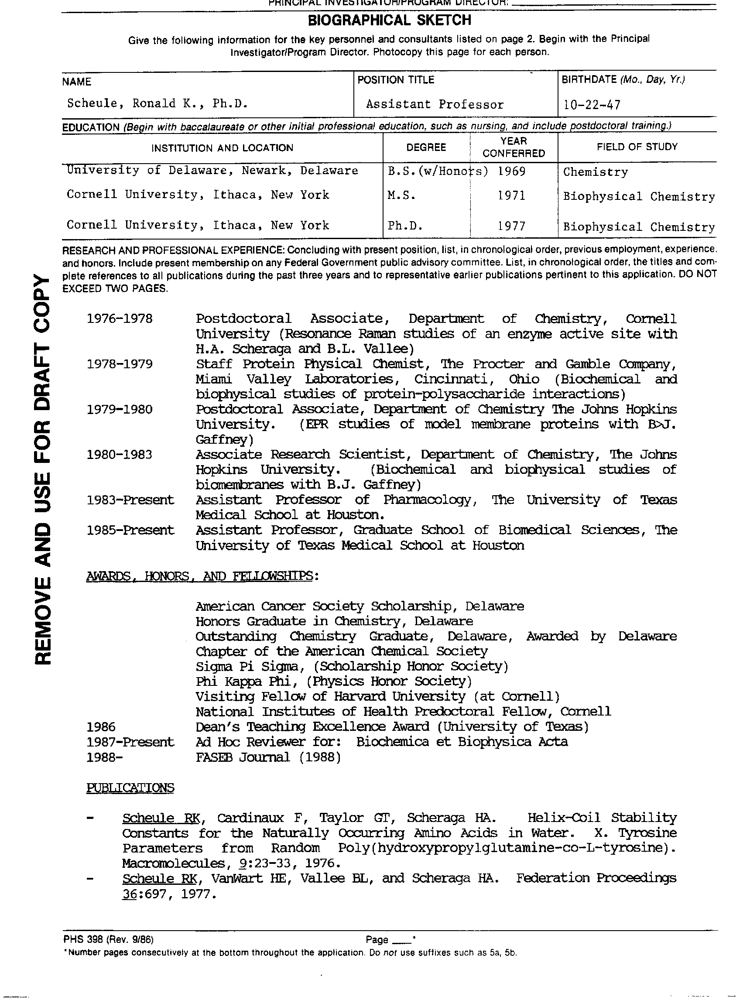 PRINCIPAL INVESTIGATOR/PROGRAM DIRECTOR:
BIOGRAPHICAL SKETCH
Give the following information for the key personnel and consultants listed on page 2. Begin with the Principal
Investigator/Program Director. Photocopy this page for each person.
NAME POSITION TITLE BIRTHDATE (Mo., Day, Yr.)
Scheule, Ronald K., Ph.D. Assistant Professor 10-22-47
EDUCATION (Begin with baccalaureate or other initial professional education, such as nursing, and include postdoctoral training.)
INSTITUTION AND LOCATION DEGREE YEAR CONFERRED FIELD OF STUDY
University of Delaware, Newark, Delaware B.S.(w/Honors) 1969 Chemistry
Cornell University, Ithaca, New York M.S. 1971 Biophysical Chemistry
Cornell University, Ithaca, New York Ph.D. 1977 Biophysical Chemistry
RESEARCH AND PROFESSIONAL EXPERIENCE: Concluding with present position, list, in chronological order, previous employment, experience,
and honors. Include present membership on any Federal Government public advisory committee. List, in chronological order, the titles and com-
plete references to all publications during the past three years and to representative earlier publications pertinent to this application. DO NOT
EXCEED TWO PAGES.
REMOVE AND USE FOR DRAFT COPY
1976-1978 Postdoctoral Associate, Department of Chemistry, Cornell
University (Resonance Raman studies of an enzyme active site with
H.A. Scheraga and B.L. Vallee)
1978-1979 Staff Protein Physical Chemist, The Procter and Gamble Company,
Miami Valley Laboratories, Cincinnati, Ohio (Biochemical and
biophysical studies of protein-polysaccharide interactions)
1979-1980 Postdoctoral Associate, Department of Chemistry The Johns Hopkins
University. (EPR studies of model membrane proteins with B>J.
Gaffney)
1980-1983 Associate Research Scientist, Department of Chemistry, The Johns
Hopkins University. (Biochemical and biophysical studies of
biomembranes with B.J. Gaffney)
1983-Present Assistant Professor of Pharmacology, The University of Texas
Medical School at Houston.
1985-Present Assistant Professor, Graduate School of Biomedical Sciences, The
University of Texas Medical School at Houston
AWARDS, HONORS, AND FELLOWSHIPS:
American Cancer Society Scholarship, Delaware
Honors Graduate in Chemistry, Delaware
Outstanding Chemistry Graduate, Delaware, Awarded by Delaware
Chapter of the American Chemical Society
Sigma Pi Sigma, (Scholarship Honor Society)
Phi Kappa Phi, (Physics Honor Society)
Visiting Fellow of Harvard University (at Cornell)
National Institutes of Health Predoctoral Fellow, Cornell
1986 Dean's Teaching Excellence Award (University of Texas)
1987-Present Ad Hoc Reviewer for: Biochemica et Biophysica Acta
1988- FASEB Journal (1988)
PUBLICATIONS
- Scheule RK, Cardinaux F, Taylor GT, Scheraga HA. Helix-Coil Stability
Constants for the Naturally Occurring Amino Acids in Water. X. Tyrosine
Parameters from Random Poly(hydroxypropylglutamine-co-L-tyrosine).
Macromolecules, 9:23-33, 1976.
- Scheule RK, VanWart HE, Vallee BL, and Scheraga HA. Federation Proceedings
36:697, 1977.
PHS 398 (Rev. 9/86) Page ___*
*Number pages consecutively at the bottom throughout the application. Do not use suffixes such as 5a, 5b.